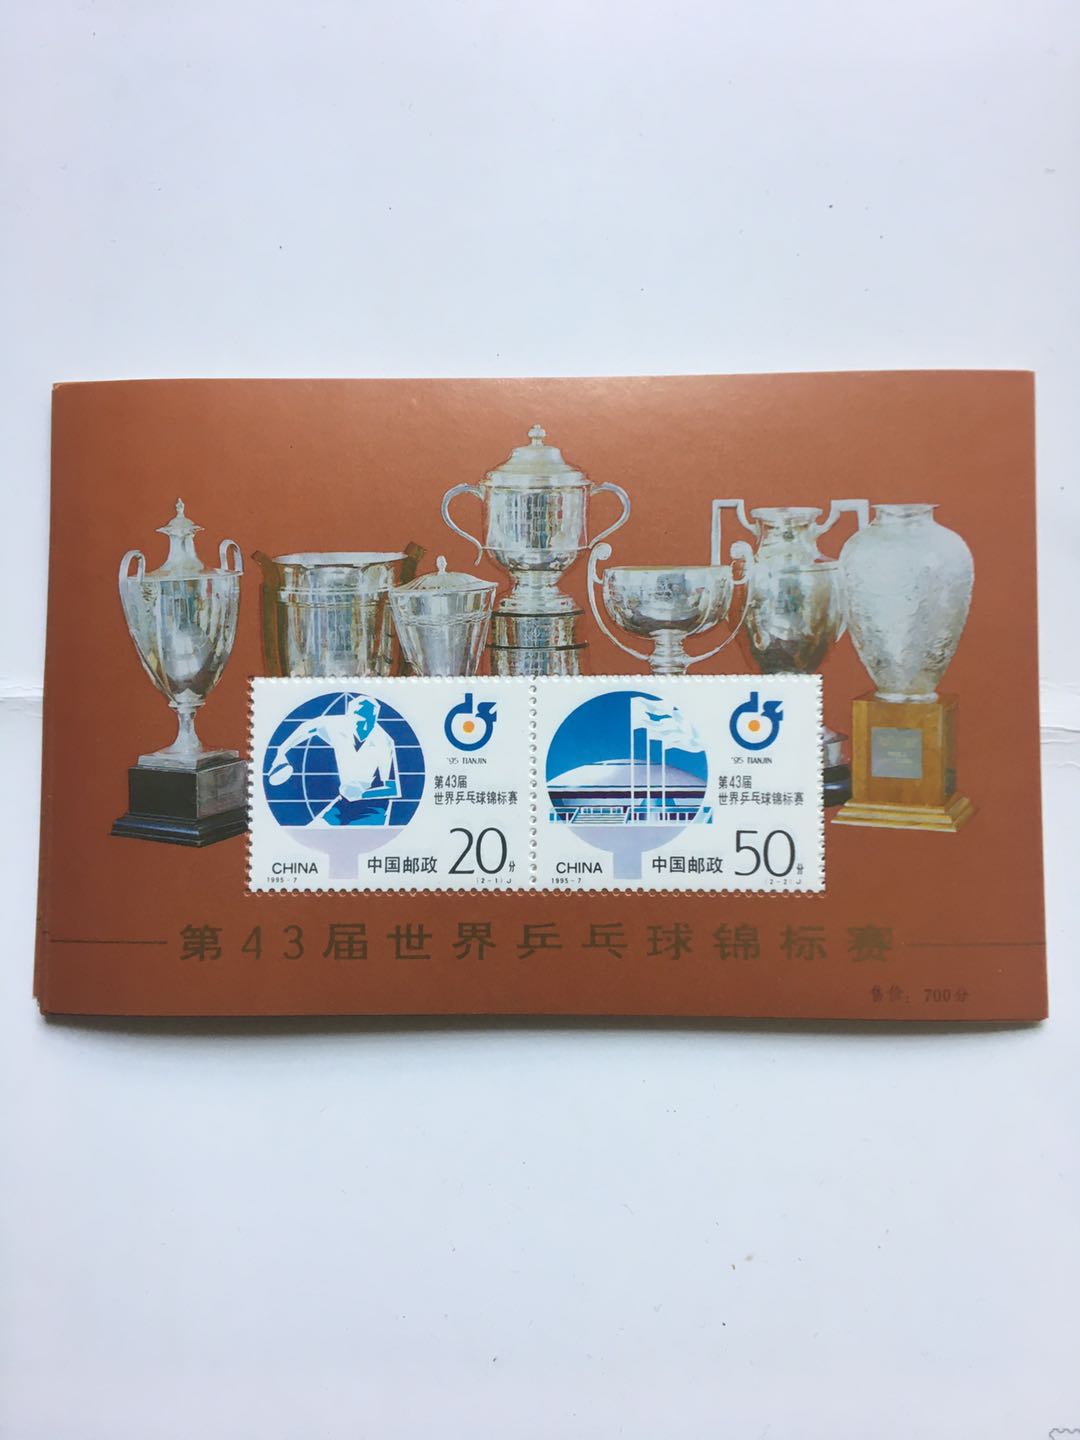 '95 TIANJIN
第43届
世界乒乓球锦标赛
CHINA 中国邮政 20分
1995-7 (2-1)J
'95 TIANJIN
第43届
世界乒乓球锦标赛
CHINA 中国邮政 50分
1995-7 (2-2)J
第43届世界乒乓球锦标赛
售价：700分